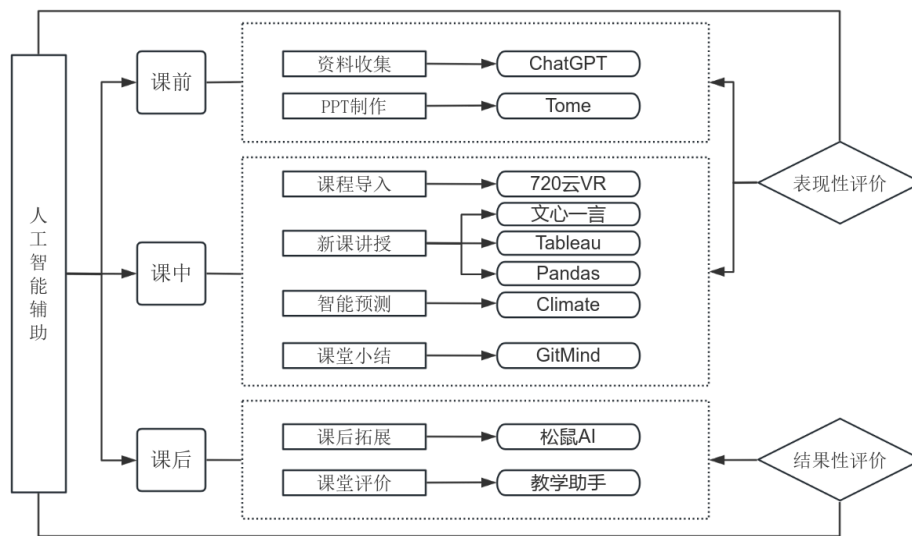 人工智能辅助
课前
资料收集
ChatGPT
PPT制作
Tome
课中
课程导入
720云VR
新课讲授
文心一言
Tableau
Pandas
智能预测
Climate
课堂小结
GitMind
表现性评价
课后
课后拓展
松鼠AI
课堂评价
教学助手
结果性评价